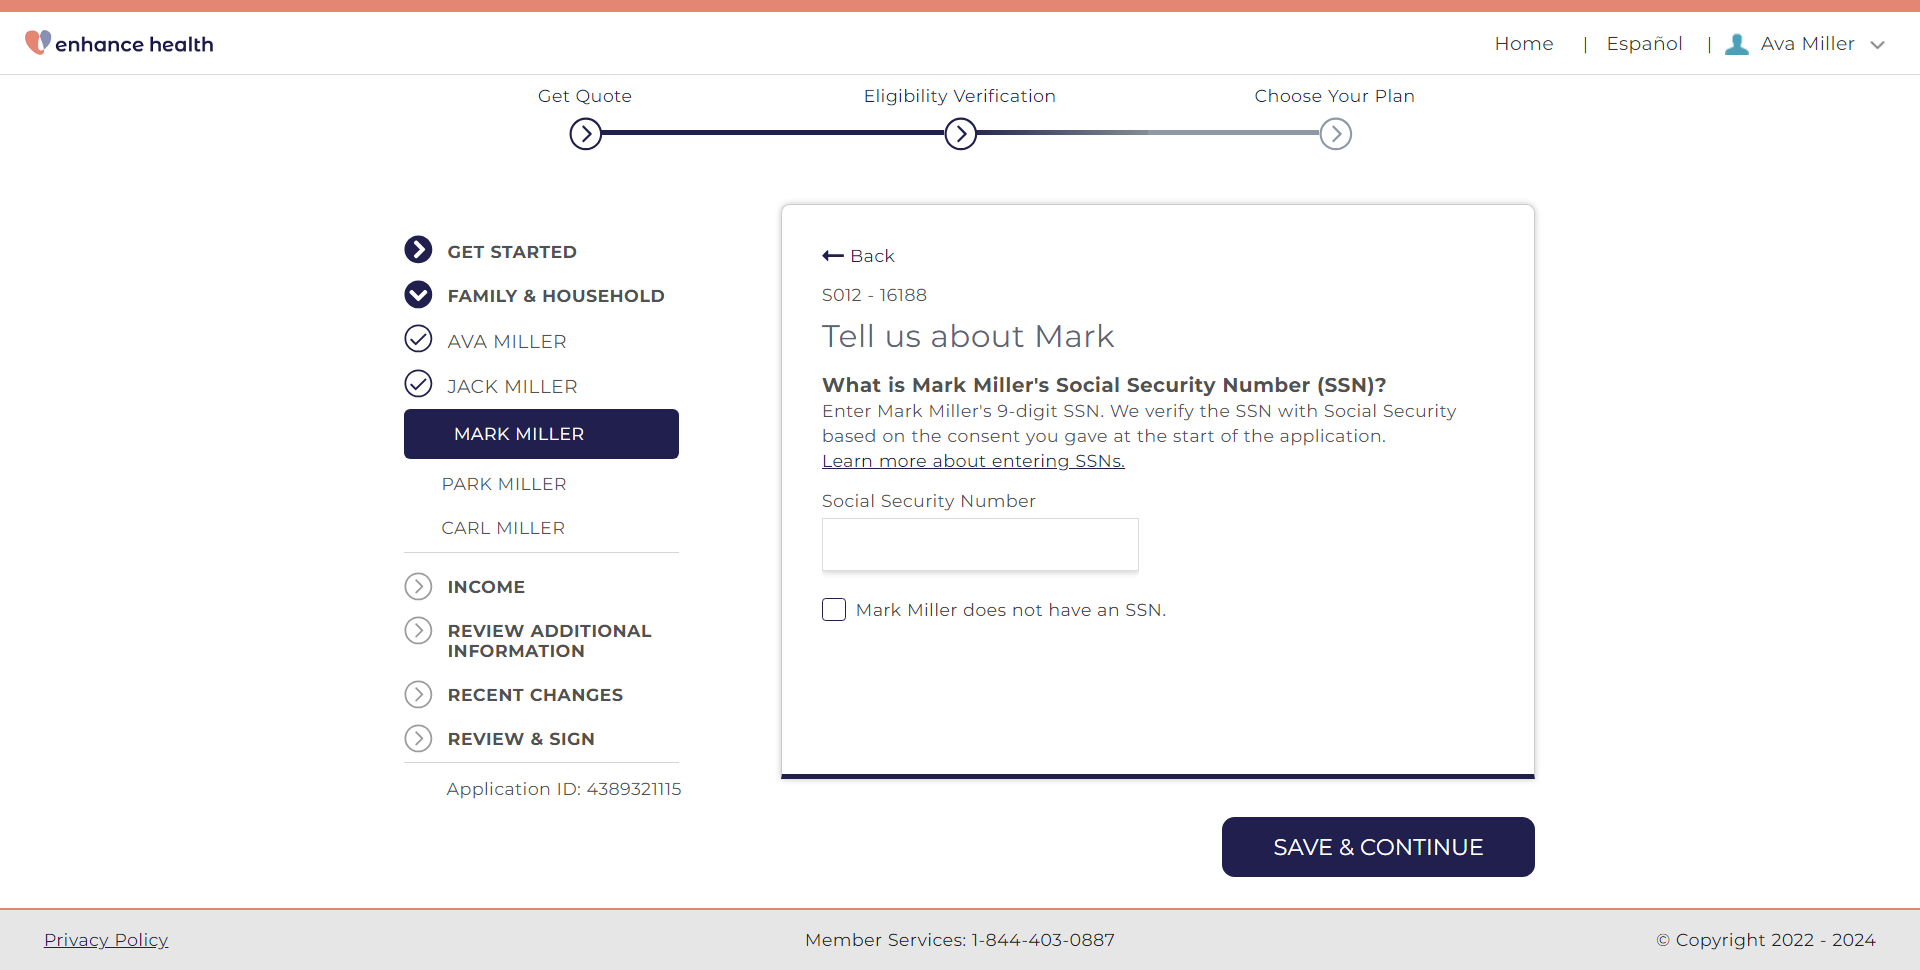 enhance health
Home | Español | Ava Miller
Get Quote
Eligibility Verification
Choose Your Plan
GET STARTED
FAMILY & HOUSEHOLD
AVA MILLER
JACK MILLER
MARK MILLER
PARK MILLER
CARL MILLER
INCOME
REVIEW ADDITIONAL
INFORMATION
RECENT CHANGES
REVIEW & SIGN
Application ID: 4389321115
Back
S012 - 16188
Tell us about Mark
What is Mark Miller's Social Security Number (SSN)?
Enter Mark Miller's 9-digit SSN. We verify the SSN with Social Security
based on the consent you gave at the start of the application.
Learn more about entering SSNs.
Social Security Number
Mark Miller does not have an SSN.
SAVE & CONTINUE
Privacy Policy
Member Services: 1-844-403-0887
© Copyright 2022 - 2024